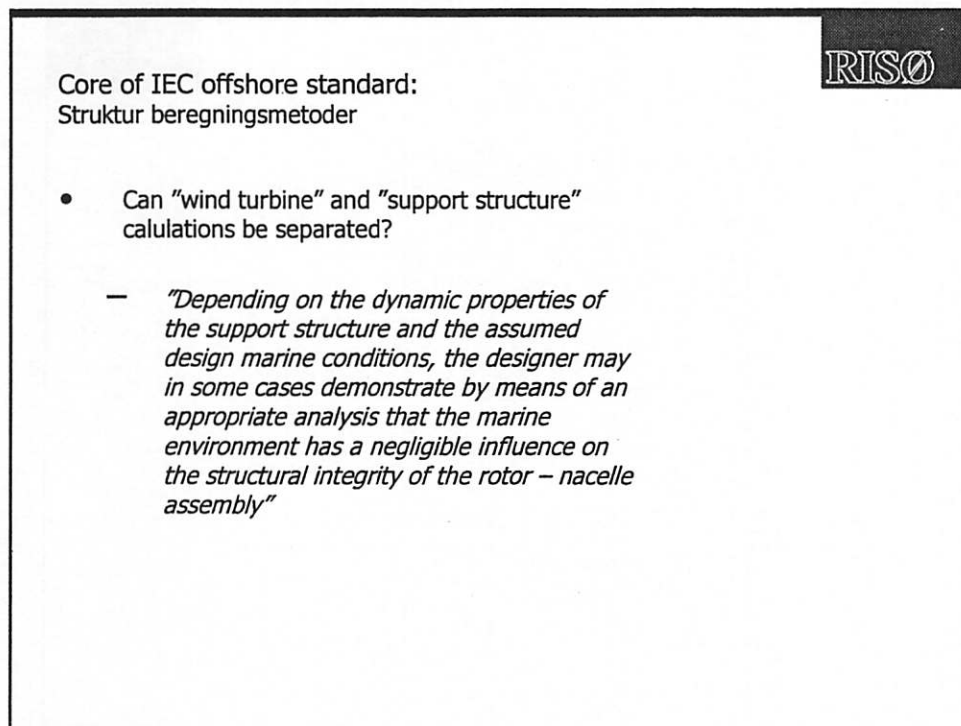 RISØ
Core of IEC offshore standard:
Struktur beregningsmetoder
• Can "wind turbine" and "support structure"
calulations be separated?
– "Depending on the dynamic properties of
the support structure and the assumed
design marine conditions, the designer may
in some cases demonstrate by means of an
appropriate analysis that the marine
environment has a negligible influence on
the structural integrity of the rotor – nacelle
assembly"